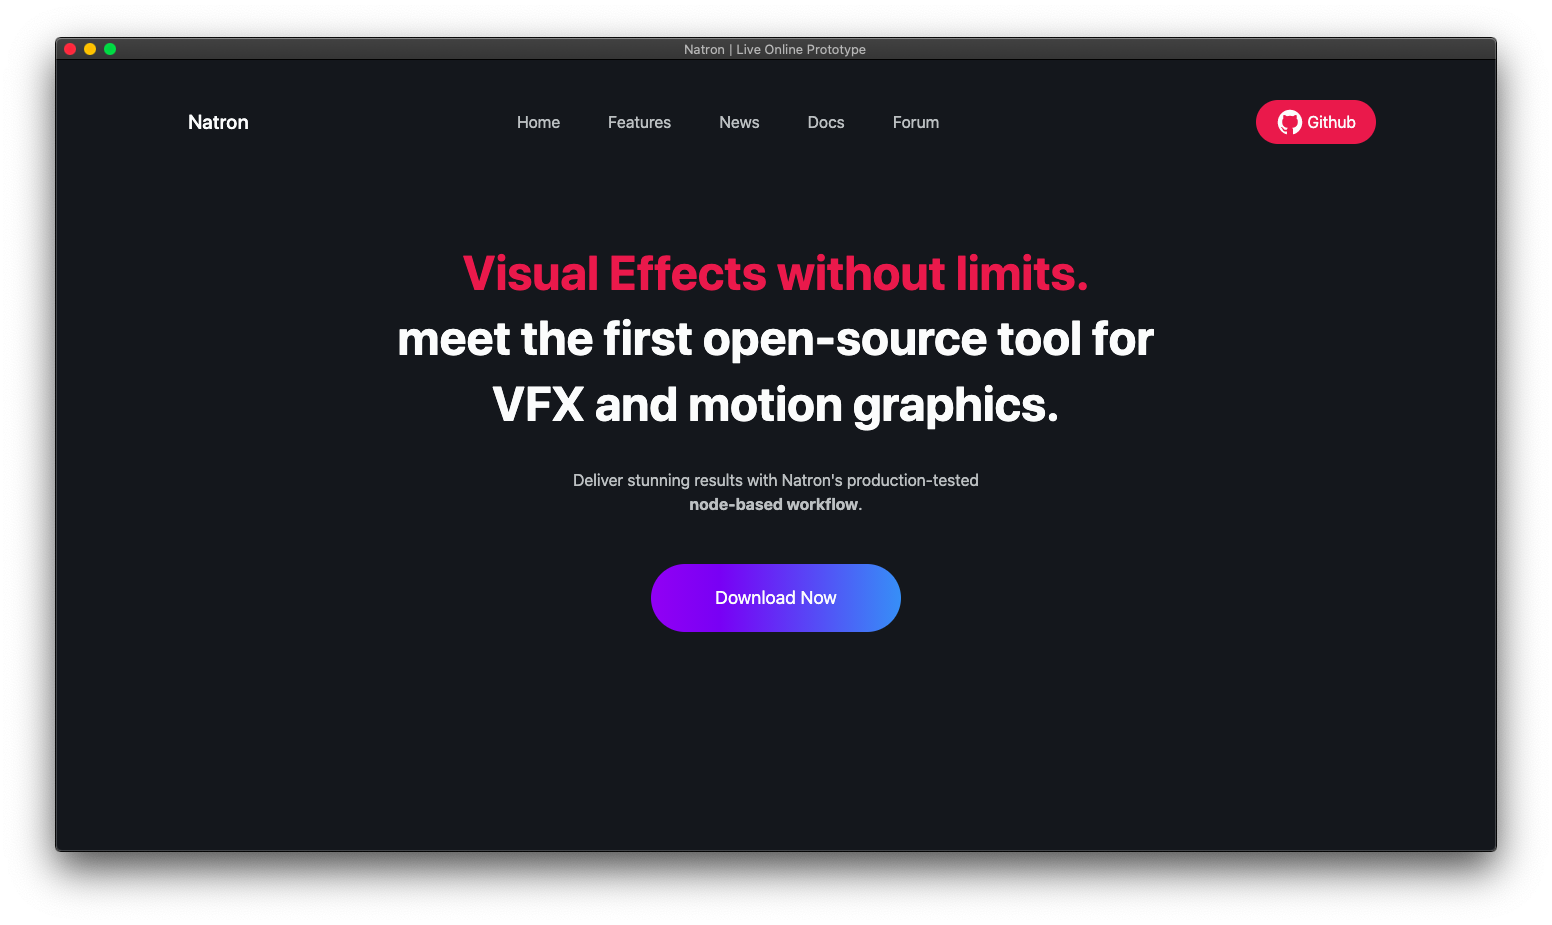 Natron | Live Online Prototype
Natron
Home
Features
News
Docs
Forum
Github
Visual Effects without limits.
meet the first open-source tool for
VFX and motion graphics.
Deliver stunning results with Natron's production-tested
node-based workflow.
Download Now